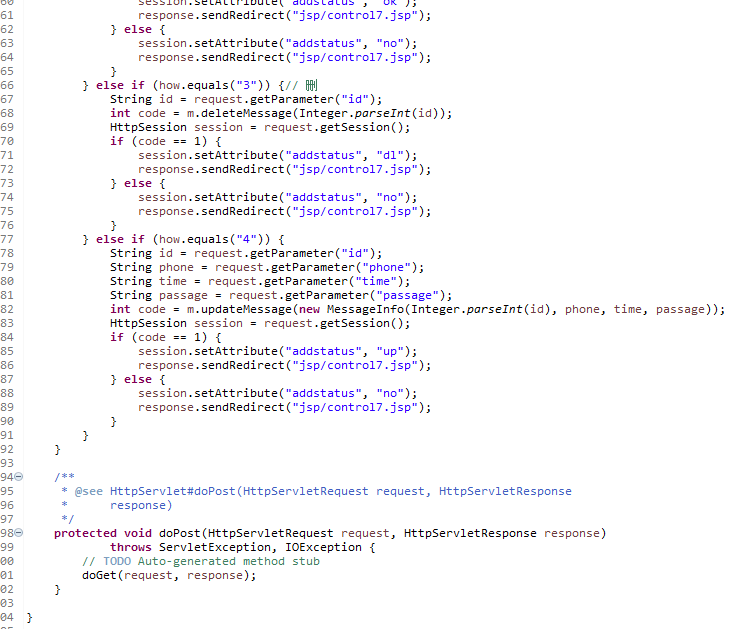 60 session.setAttribute("addstatus", "ok");
61 response.sendRedirect("jsp/control7.jsp");
62 } else {
63 session.setAttribute("addstatus", "no");
64 response.sendRedirect("jsp/control7.jsp");
65 }
66 } else if (how.equals("3")) {// 删
67 String id = request.getParameter("id");
68 int code = m.deleteMessage(Integer.parseInt(id));
69 HttpSession session = request.getSession();
70 if (code == 1) {
71 session.setAttribute("addstatus", "dl");
72 response.sendRedirect("jsp/control7.jsp");
73 } else {
74 session.setAttribute("addstatus", "no");
75 response.sendRedirect("jsp/control7.jsp");
76 }
77 } else if (how.equals("4")) {
78 String id = request.getParameter("id");
79 String phone = request.getParameter("phone");
80 String time = request.getParameter("time");
81 String passage = request.getParameter("passage");
82 int code = m.updateMessage(new MessageInfo(Integer.parseInt(id), phone, time, passage));
83 HttpSession session = request.getSession();
84 if (code == 1) {
85 session.setAttribute("addstatus", "up");
86 response.sendRedirect("jsp/control7.jsp");
87 } else {
88 session.setAttribute("addstatus", "no");
89 response.sendRedirect("jsp/control7.jsp");
90 }
91 }
92 }
93
94 /**
95 * @see HttpServlet#doPost(HttpServletRequest request, HttpServletResponse
96 * response)
97 */
98 protected void doPost(HttpServletRequest request, HttpServletResponse response)
99 throws ServletException, IOException {
00 // TODO Auto-generated method stub
01 doGet(request, response);
02 }
03
04 }